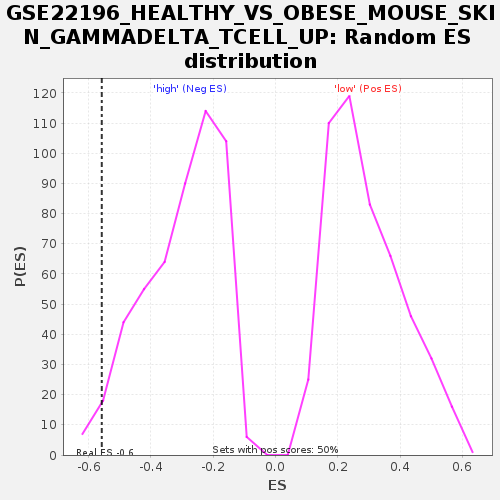 GSE22196_HEALTHY_VS_OBESE_MOUSE_SKI
N_GAMMADELTA_TCELL_UP: Random ES
distribution
'high' (Neg ES)
'low' (Pos ES)
120
110
100
90
80
70
60
50
40
30
20
10
0
P(ES)
Real ES -0.6
Sets with pos scores: 50%
-0.6 -0.4 -0.2 0.0 0.2 0.4 0.6
ES